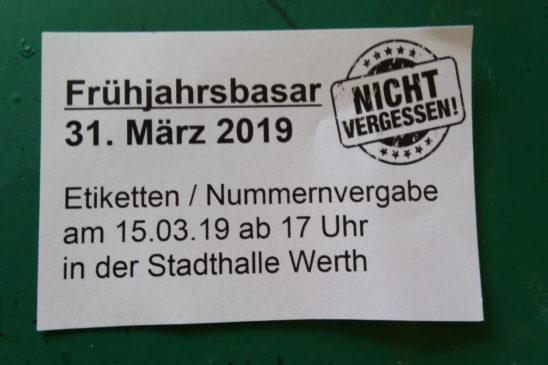 Frühjahrsbasar
31. März 2019
NICHT
VERGESSEN!
Etiketten / Nummernvergabe
am 15.03.19 ab 17 Uhr
in der Stadthalle Werth